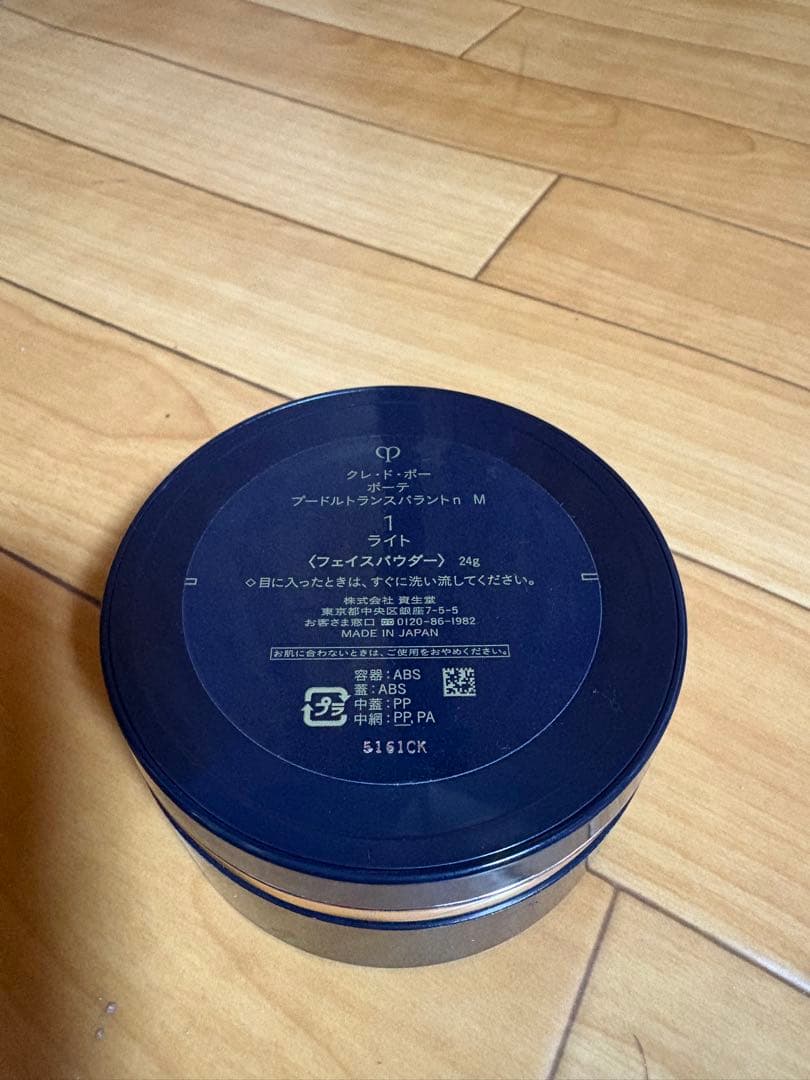 クレ・ド・ポー
ボーテ
プードルトランスパラントn M
1
ライト
〈フェイスパウダー〉 24g
◇目に入ったときは、すぐに洗い流してください。
株式会社 資生堂
東京都中央区銀座7-5-5
お客さま窓口 0120-86-1982
MADE IN JAPAN
お肌に合わないときは、ご使用をおやめください。
容器:ABS
蓋:ABS
中蓋:PP
中網:PP,PA
プラ
5161CK